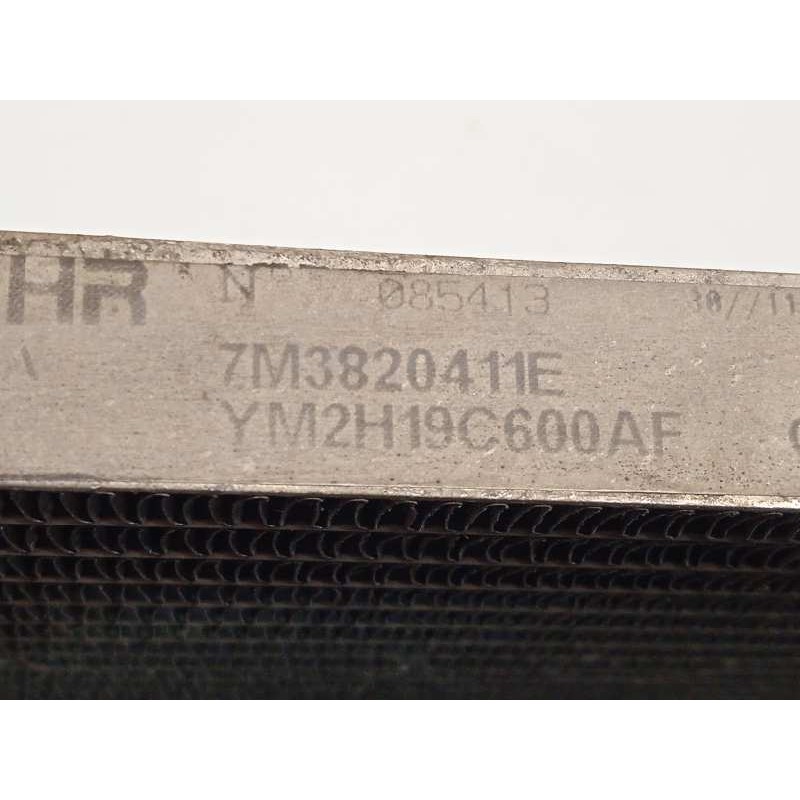 HR N° 085413 30//11
7M3820411E
YM2H19C600AF